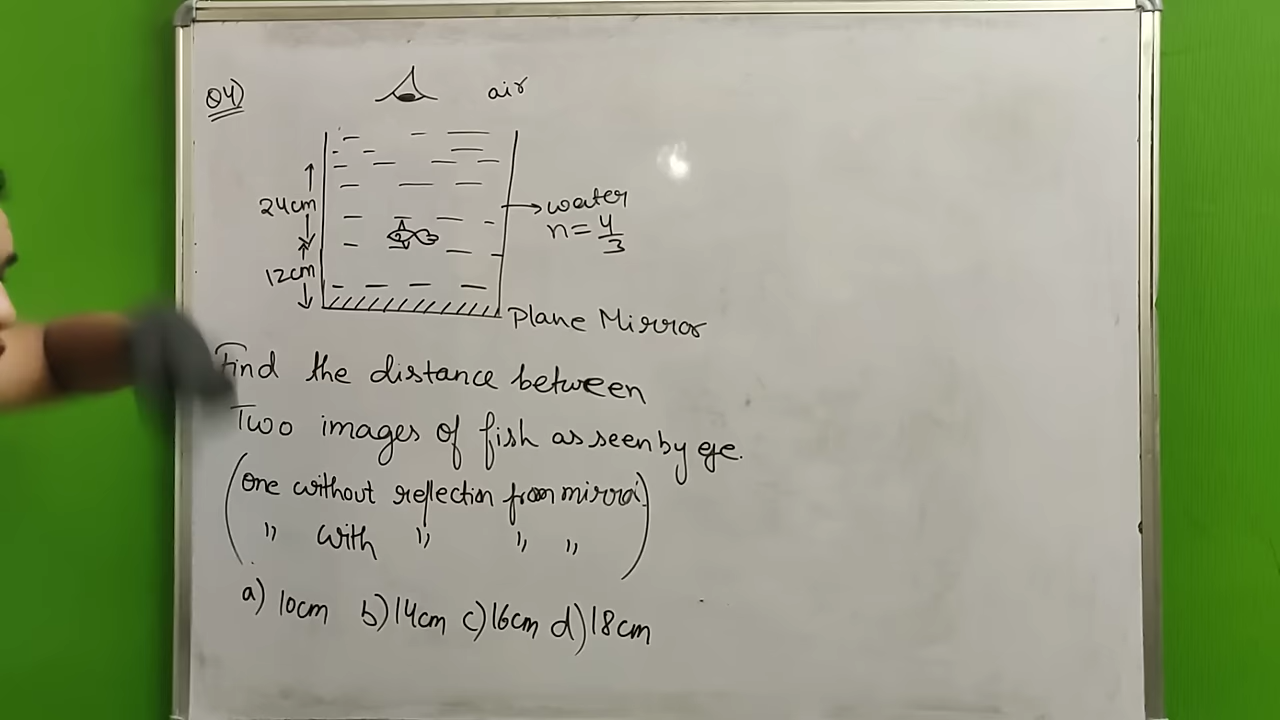 Q4)
air
24cm
water
n = 4/3
12cm
Plane Mirror
Find the distance between
Two images of fish as seen by eye.
(one without reflection from mirror
" with " " ")
a) 10cm b) 14cm c) 16cm d) 18cm